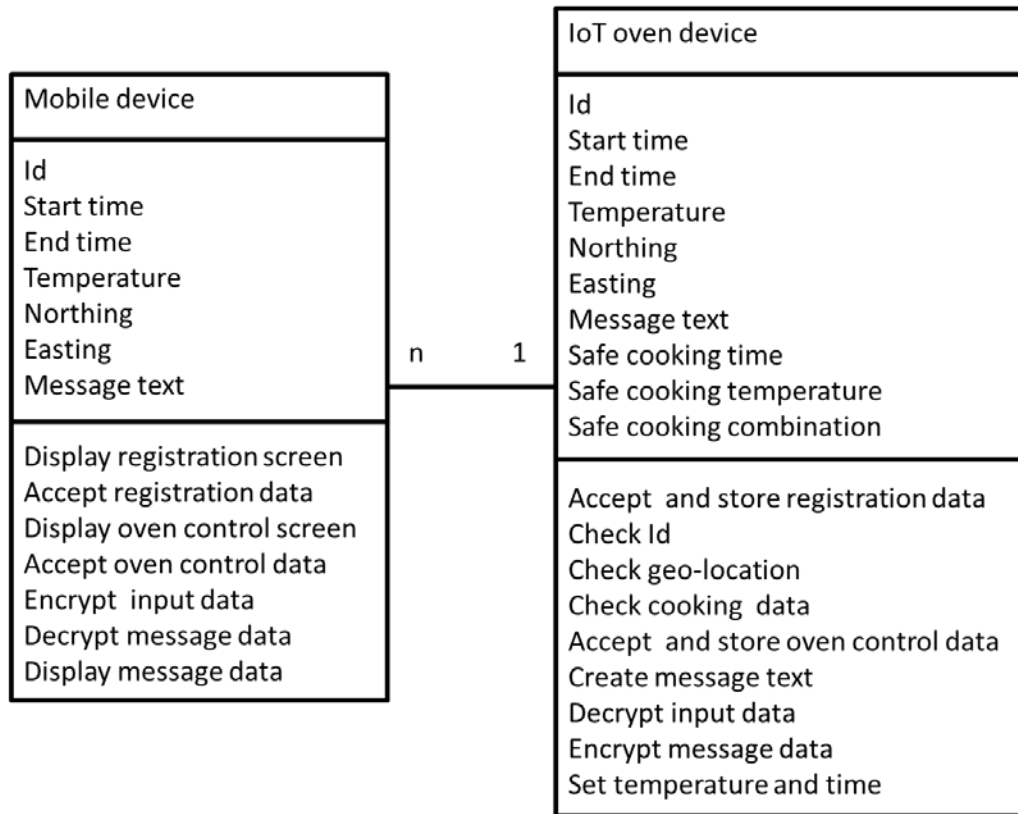 Mobile device
Id
Start time
End time
Temperature
Northing
Easting
Message text
Display registration screen
Accept registration data
Display oven control screen
Accept oven control data
Encrypt input data
Decrypt message data
Display message data
n 1
IoT oven device
Id
Start time
End time
Temperature
Northing
Easting
Message text
Safe cooking time
Safe cooking temperature
Safe cooking combination
Accept and store registration data
Check Id
Check geo-location
Check cooking data
Accept and store oven control data
Create message text
Decrypt input data
Encrypt message data
Set temperature and time